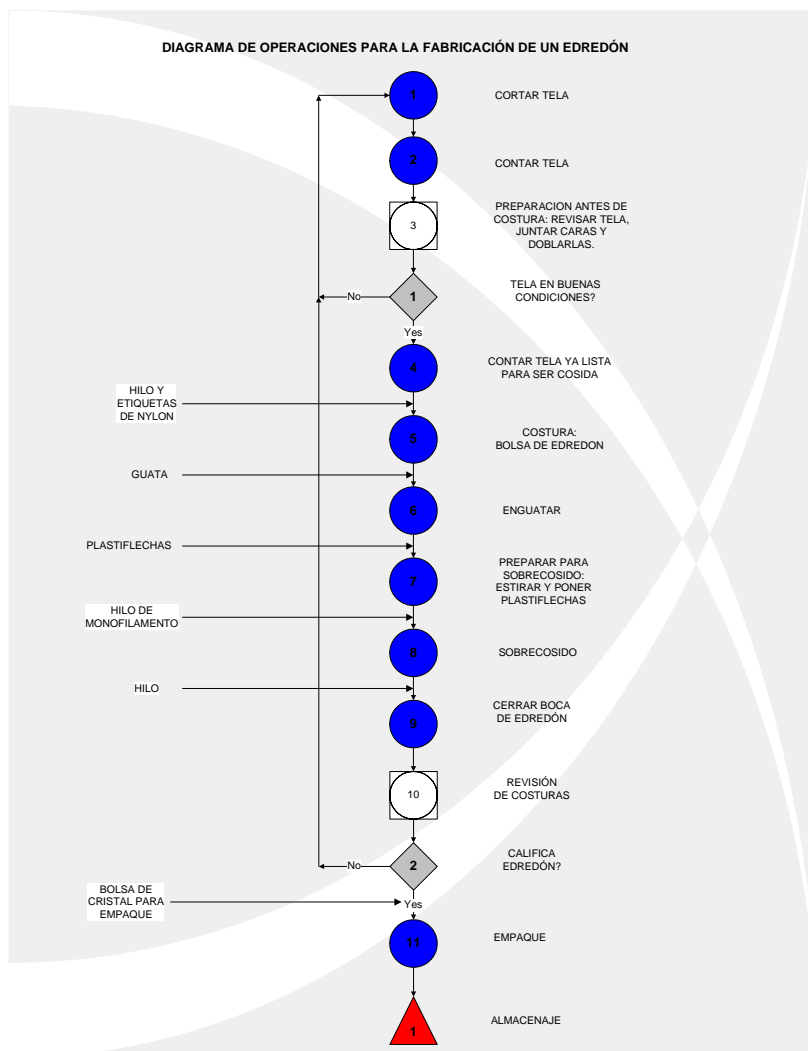 DIAGRAMA DE OPERACIONES PARA LA FABRICACIÓN DE UN EDREDÓN
1
CORTAR TELA
2
CONTAR TELA
3
PREPARACION ANTES DE
COSTURA: REVISAR TELA,
JUNTAR CARAS Y
DOBLARLAS.
1
TELA EN BUENAS
CONDICIONES?
No
Yes
4
CONTAR TELA YA LISTA
PARA SER COSIDA
HILO Y
ETIQUETAS
DE NYLON
5
COSTURA:
BOLSA DE EDREDON
GUATA
6
ENGUATAR
PLASTIFLECHAS
7
PREPARAR PARA
SOBRECOSIDO:
ESTIRAR Y PONER
PLASTIFLECHAS
HILO DE
MONOFILAMENTO
8
SOBRECOSIDO
HILO
9
CERRAR BOCA
DE EDREDÓN
10
REVISIÓN
DE COSTURAS
2
CALIFICA
EDREDÓN?
No
Yes
BOLSA DE
CRISTAL PARA
EMPAQUE
11
EMPAQUE
1
ALMACENAJE